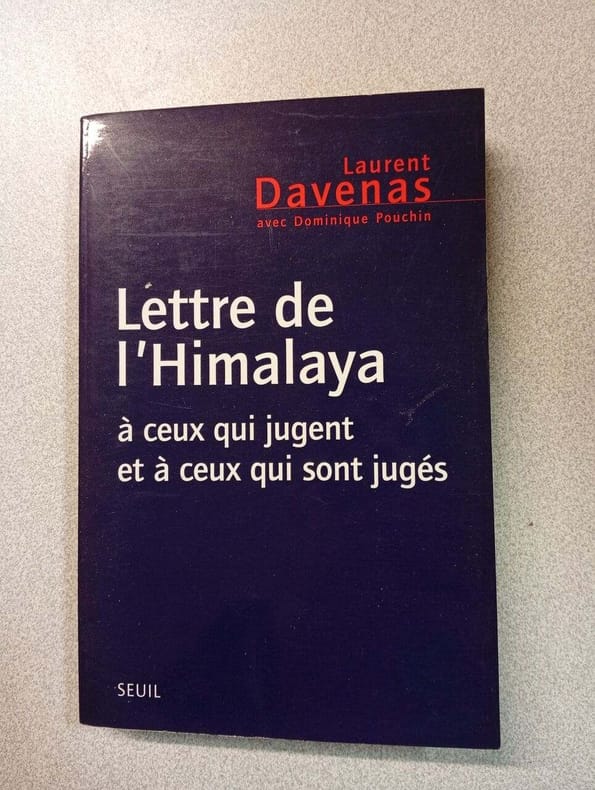 Laurent
Davenas
avec Dominique Pouchin
Lettre de
l'Himalaya
à ceux qui jugent
et à ceux qui sont jugés
SEUIL